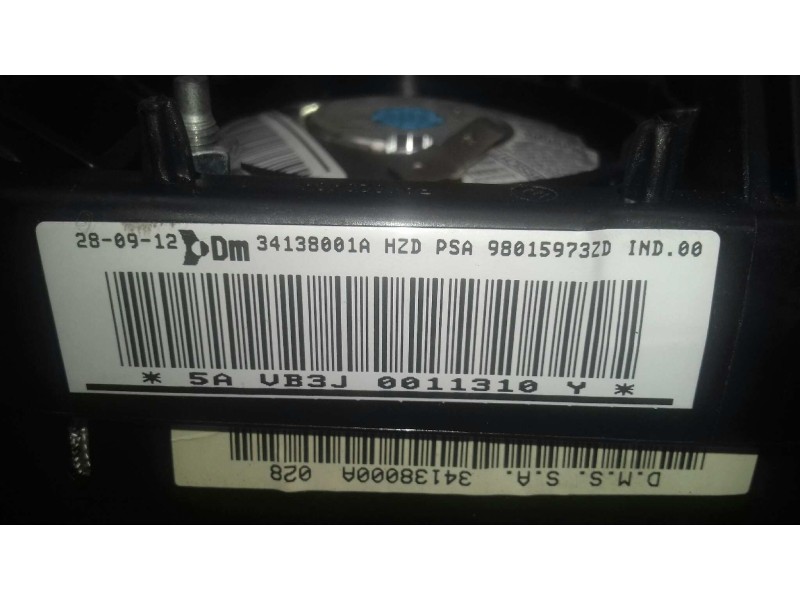 28-09-12 Dm 34138001A HZD PSA 98015973ZD IND.00
* 5A VB3J 0011310 Y *
D.M.S. S.A. 34138000A 028